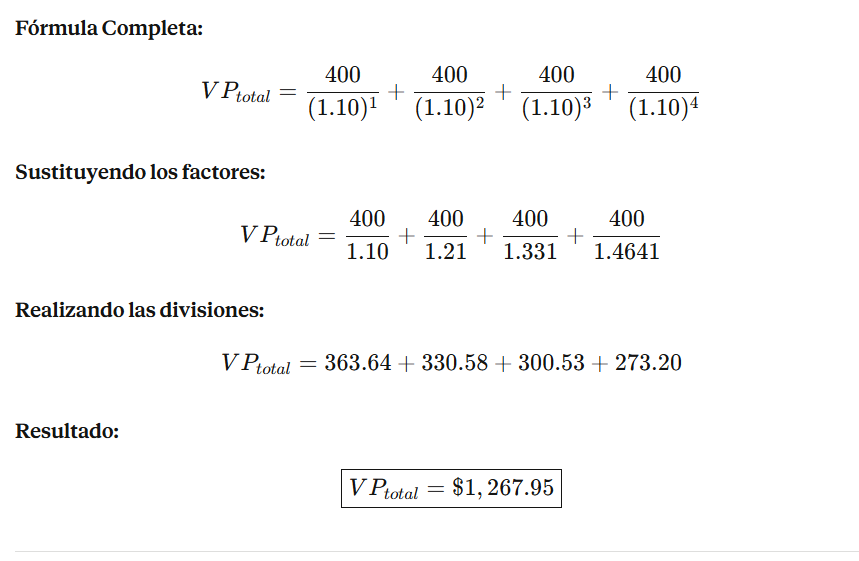 Fórmula Completa:
VP_total = 400/(1.10)^1 + 400/(1.10)^2 + 400/(1.10)^3 + 400/(1.10)^4
Sustituyendo los factores:
VP_total = 400/1.10 + 400/1.21 + 400/1.331 + 400/1.4641
Realizando las divisiones:
VP_total = 363.64 + 330.58 + 300.53 + 273.20
Resultado:
VP_total = $1,267.95